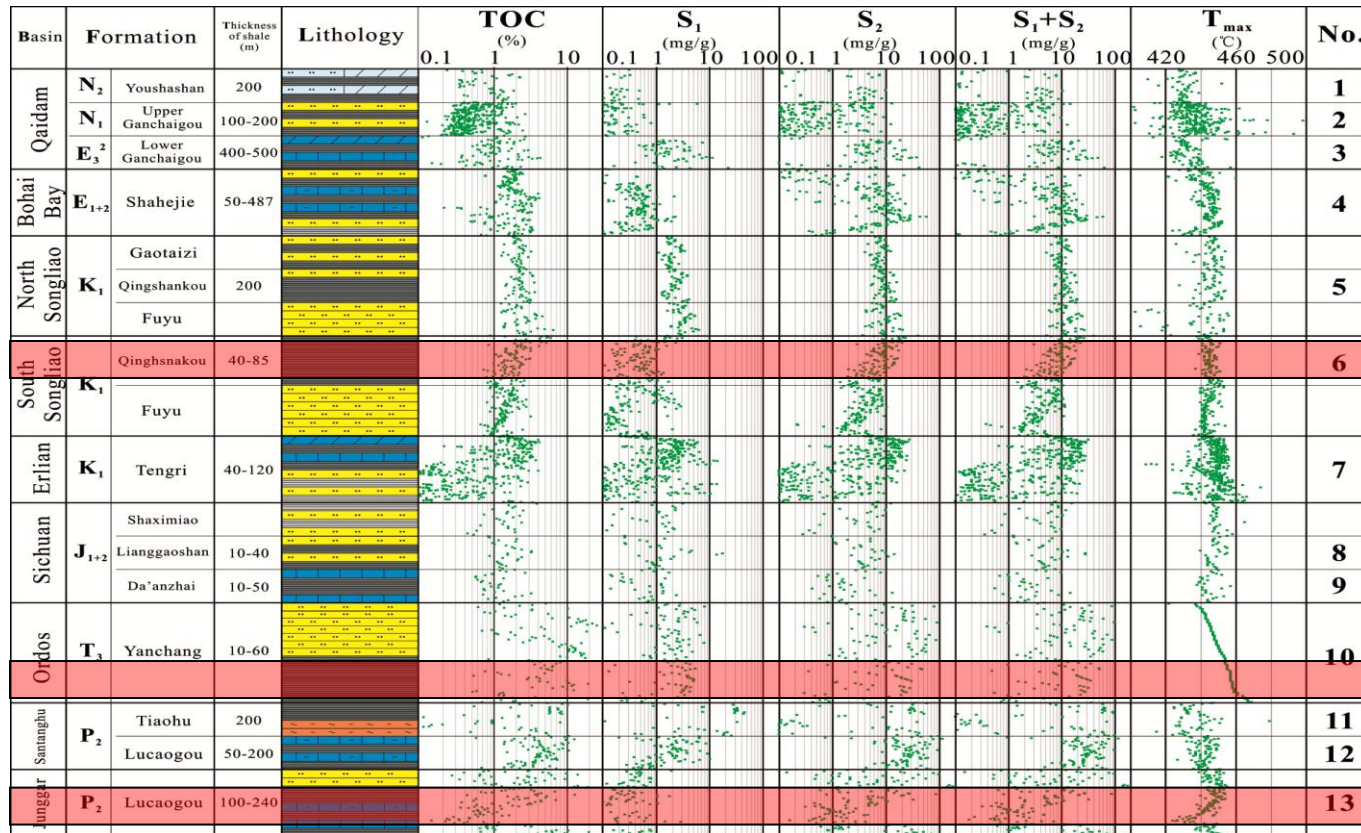 Basin Formation Thickness of shale (m) Lithology TOC (%) S₁ (mg/g) S₂ (mg/g) S₁+S₂ (mg/g) Tmax (℃) No.
0.1 1 10 0.1 1 10 100 0.1 1 10 100 0.1 1 10 100 420 460 500
Qaidam N₂ Youshashan 200 1
N₁ Upper Ganchaigou 100-200 2
E₃² Lower Ganchaigou 400-500 3
Bohai Bay E₁₊₂ Shahejie 50-487 4
North Songliao K₁ Gaotaizi
Qingshankou 200 5
Fuyu
South Songliao K₁ Qinghsnakou 40-85 6
Fuyu
Erlian K₁ Tengri 40-120 7
Sichuan J₁₊₂ Shaximiao
Lianggaoshan 10-40 8
Da'anzhai 10-50 9
Ordos T₃ Yanchang 10-60 10
Santanghu P₂ Tiaohu 200 11
Lucaogou 50-200 12
Junggar P₂ Lucaogou 100-240 13